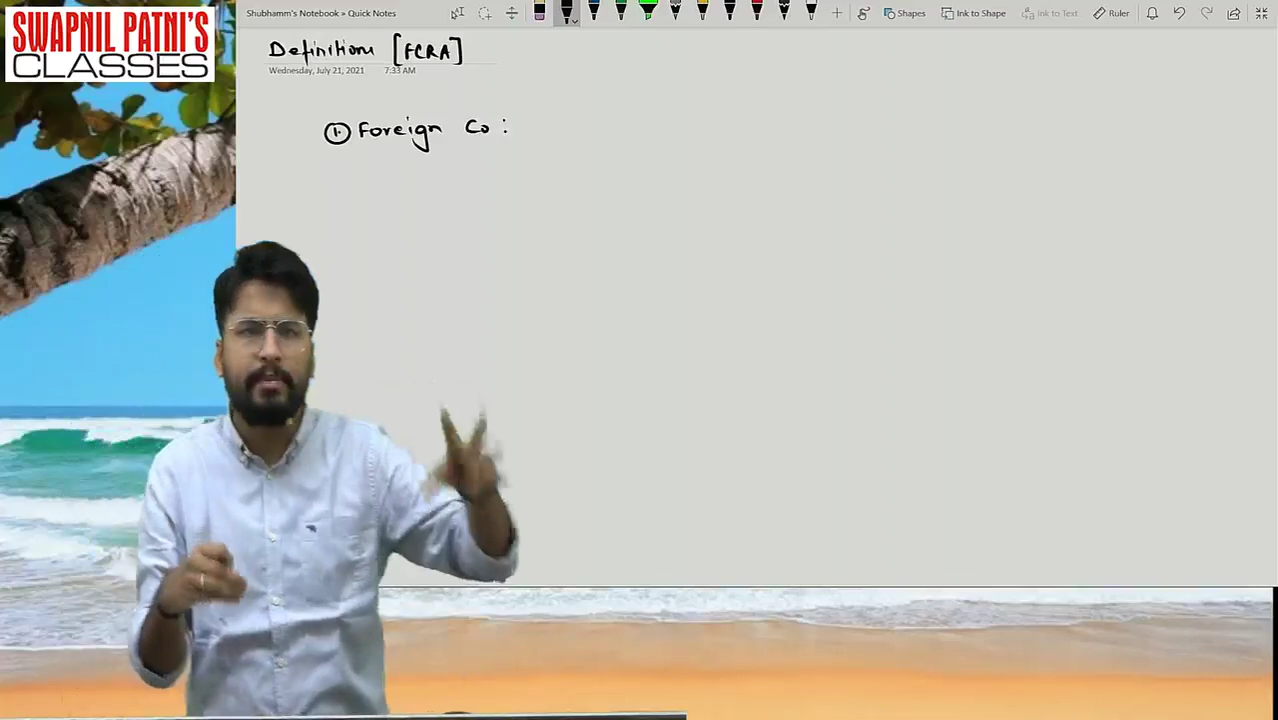 SWAPNIL PATNI'S
CLASSES
Shubhamm's Notebook » Quick Notes
Shapes
Ink to Shape
Ink to Text
Ruler
Definitions [FCRA]
Wednesday, July 21, 2021 7:33 AM
① Foreign Co :